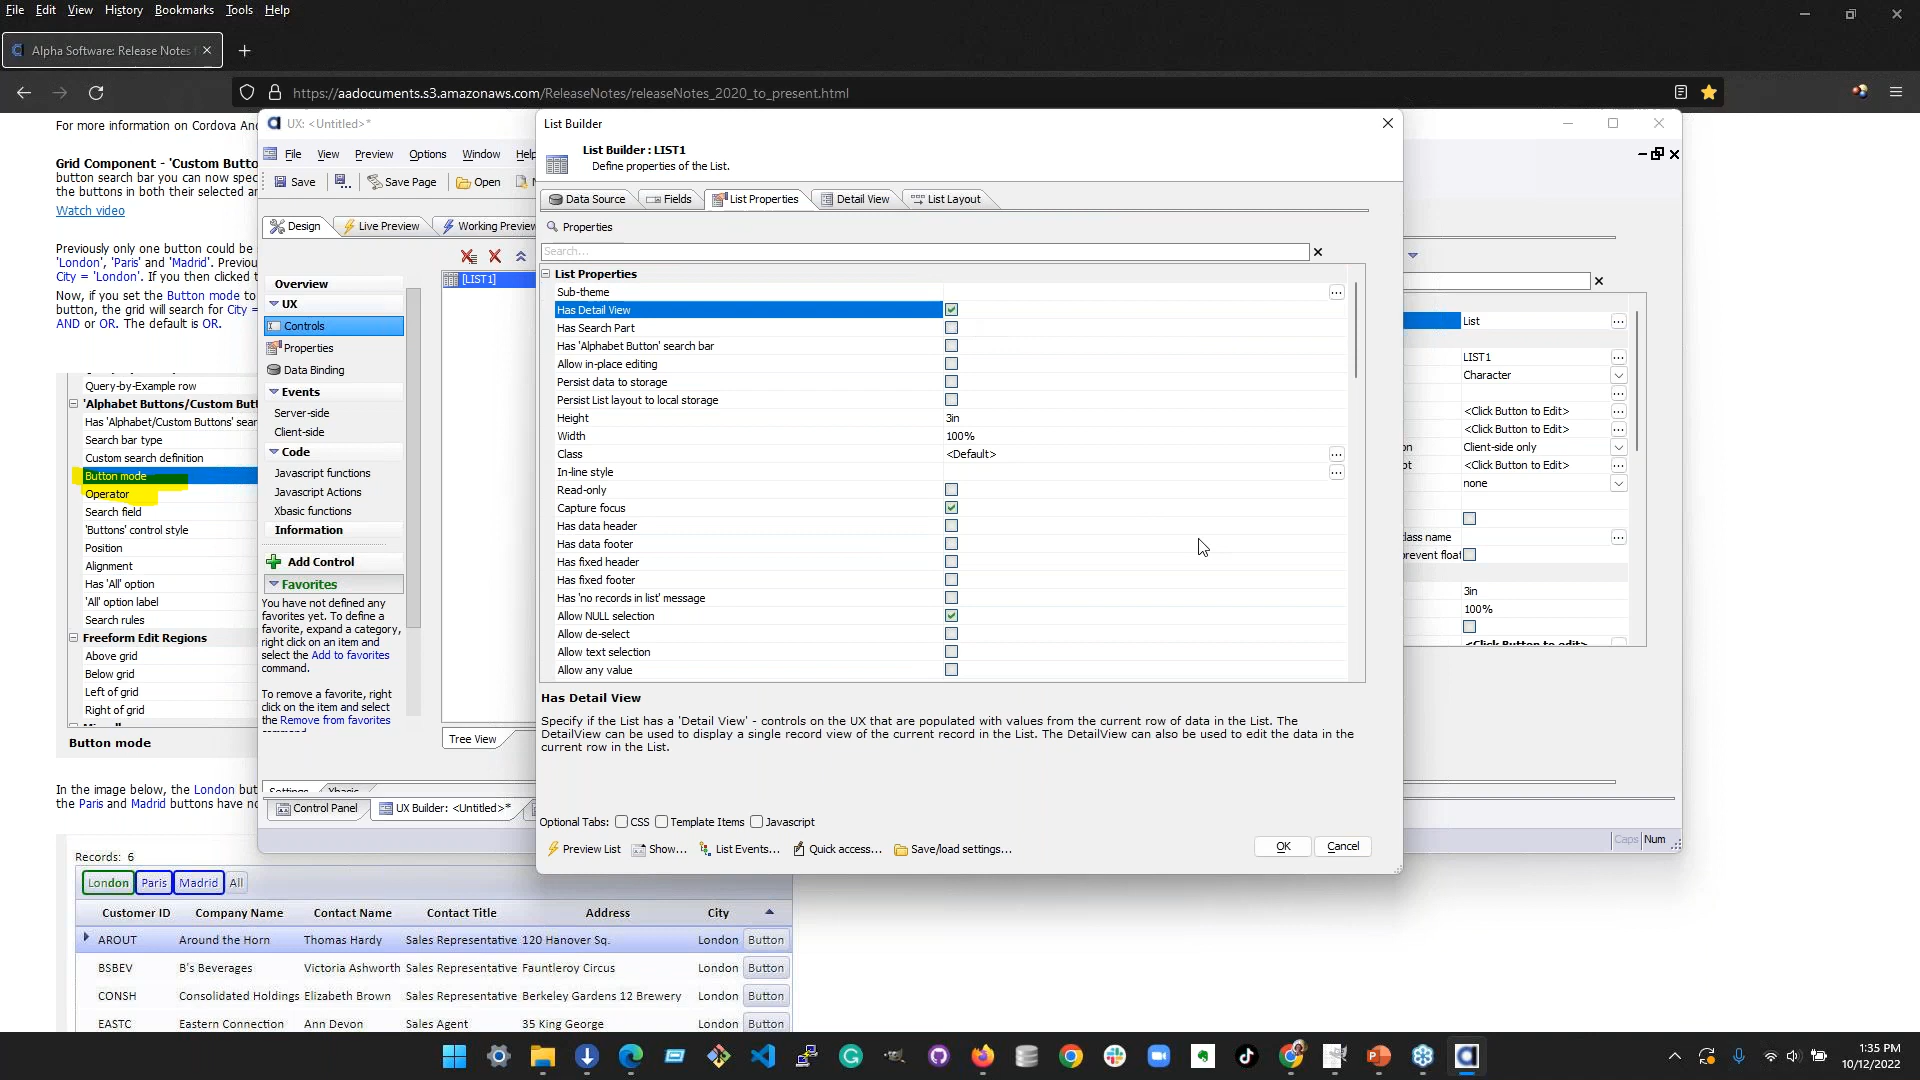 File Edit View History Bookmarks Tools Help
Alpha Software: Release Notes
https://aadocuments.s3.amazonaws.com/ReleaseNotes/releaseNotes_2020_to_present.html
For more information on Cordova And
Grid Component - 'Custom Butto
button search bar you can now spec
the buttons in both their selected an
Watch video
Previously only one button could be
'London', 'Paris' and 'Madrid'. Previou
City = 'London'. If you then clicked t
Now, if you set the Button mode to
button, the grid will search for City =
AND or OR. The default is OR.
Query-by-Example row
'Alphabet Buttons/Custom Butt
Has 'Alphabet/Custom Buttons' sear
Search bar type
Custom search definition
Button mode
Operator
Search field
'Buttons' control style
Position
Alignment
Has 'All' option
'All' option label
Search rules
Freeform Edit Regions
Above grid
Below grid
Left of grid
Right of grid
Button mode
In the image below, the London but
the Paris and Madrid buttons have no
Records: 6
London Paris Madrid All
Customer ID Company Name Contact Name Contact Title Address City
AROUT Around the Horn Thomas Hardy Sales Representative 120 Hanover Sq. London Button
BSBEV B's Beverages Victoria Ashworth Sales Representative Fauntleroy Circus London Button
CONSH Consolidated Holdings Elizabeth Brown Sales Representative Berkeley Gardens 12 Brewery London Button
EASTC Eastern Connection Ann Devon Sales Agent 35 King George London Button
UX: <Untitled>*
File View Preview Options Window Help
Save Save Page Open
Design Live Preview Working Preview
[LIST1]
Overview
UX
Controls
Properties
Data Binding
Events
Server-side
Client-side
Code
Javascript functions
Javascript Actions
Xbasic functions
Information
Add Control
Favorites
You have not defined any
favorites yet. To define a
favorite, expand a category,
right click on an item and
select the Add to favorites
command.
To remove a favorite, right
click on the item and select
the Remove from favorites
Tree View
Settings Xbasic
Control Panel UX Builder: <Untitled>*
List Builder
List Builder : LIST1
Define properties of the List.
Data Source Fields List Properties Detail View List Layout
Properties
Search...
List Properties
Sub-theme
Has Detail View
Has Search Part
Has 'Alphabet Button' search bar
Allow in-place editing
Persist data to storage
Persist List layout to local storage
Height 3in
Width 100%
Class <Default>
In-line style
Read-only
Capture focus
Has data header
Has data footer
Has fixed header
Has fixed footer
Has 'no records in list' message
Allow NULL selection
Allow de-select
Allow text selection
Allow any value
Has Detail View
Specify if the List has a 'Detail View' - controls on the UX that are populated with values from the current row of data in the List. The
DetailView can be used to display a single record view of the current record in the List. The DetailView can also be used to edit the data in the
current row in the List.
Optional Tabs: CSS Template Items Javascript
Preview List Show... List Events... Quick access... Save/load settings...
OK Cancel
List
LIST1
Character
<Click Button to Edit>
<Click Button to Edit>
Client-side only
<Click Button to Edit>
none
class name
prevent float
3in
100%
<Click Button to edit>
Caps Num
1:35 PM
10/12/2022